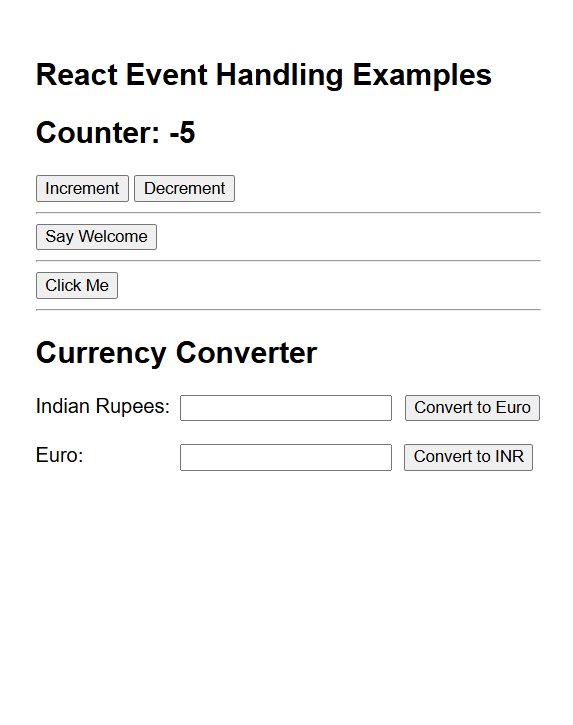 React Event Handling Examples
Counter: -5
Increment Decrement
Say Welcome
Click Me
Currency Converter
Indian Rupees: Convert to Euro
Euro: Convert to INR